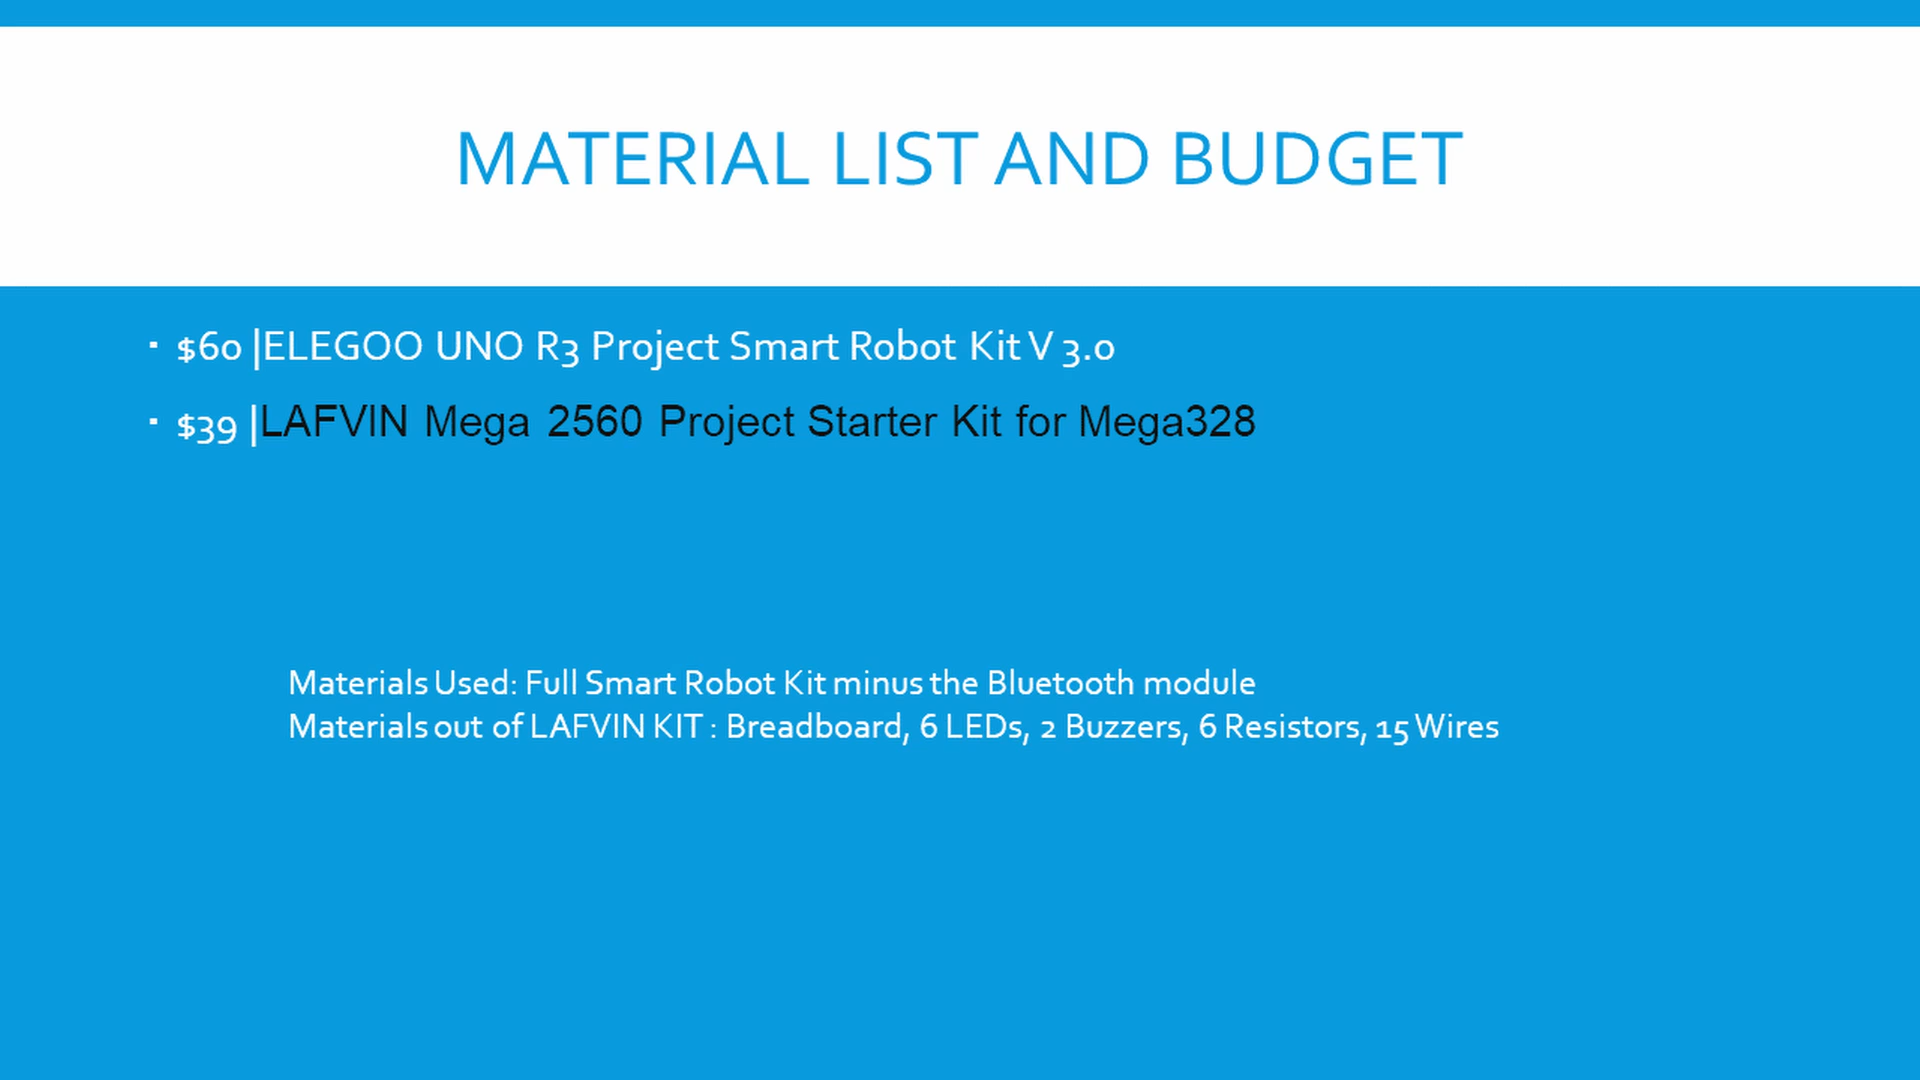 MATERIAL LIST AND BUDGET
▪ $60 |ELEGOO UNO R3 Project Smart Robot Kit V 3.0
▪ $39 |LAFVIN Mega 2560 Project Starter Kit for Mega328
Materials Used: Full Smart Robot Kit minus the Bluetooth module
Materials out of LAFVIN KIT : Breadboard, 6 LEDs, 2 Buzzers, 6 Resistors, 15 Wires